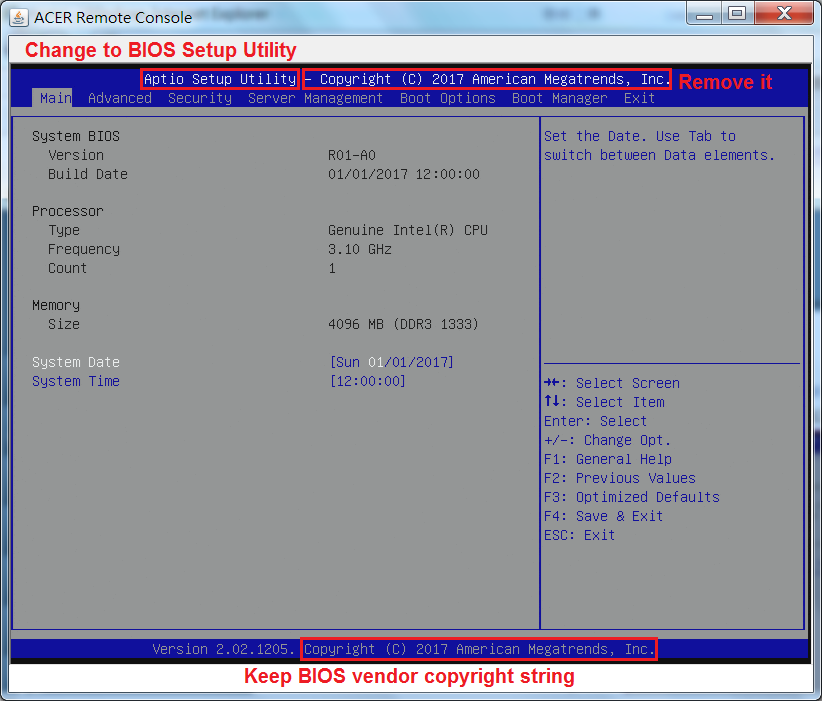 ACER Remote Console
Change to BIOS Setup Utility
Aptio Setup Utility - Copyright (C) 2017 American Megatrends, Inc. Remove it
Main Advanced Security Server Management Boot Options Boot Manager Exit
System BIOS
Version R01-A0
Build Date 01/01/2017 12:00:00
Processor
Type Genuine Intel(R) CPU
Frequency 3.10 GHz
Count 1
Memory
Size 4096 MB (DDR3 1333)
System Date [Sun 01/01/2017]
System Time [12:00:00]
Set the Date. Use Tab to
switch between Data elements.
→←: Select Screen
↑↓: Select Item
Enter: Select
+/-: Change Opt.
F1: General Help
F2: Previous Values
F3: Optimized Defaults
F4: Save & Exit
ESC: Exit
Version 2.02.1205. Copyright (C) 2017 American Megatrends, Inc.
Keep BIOS vendor copyright string